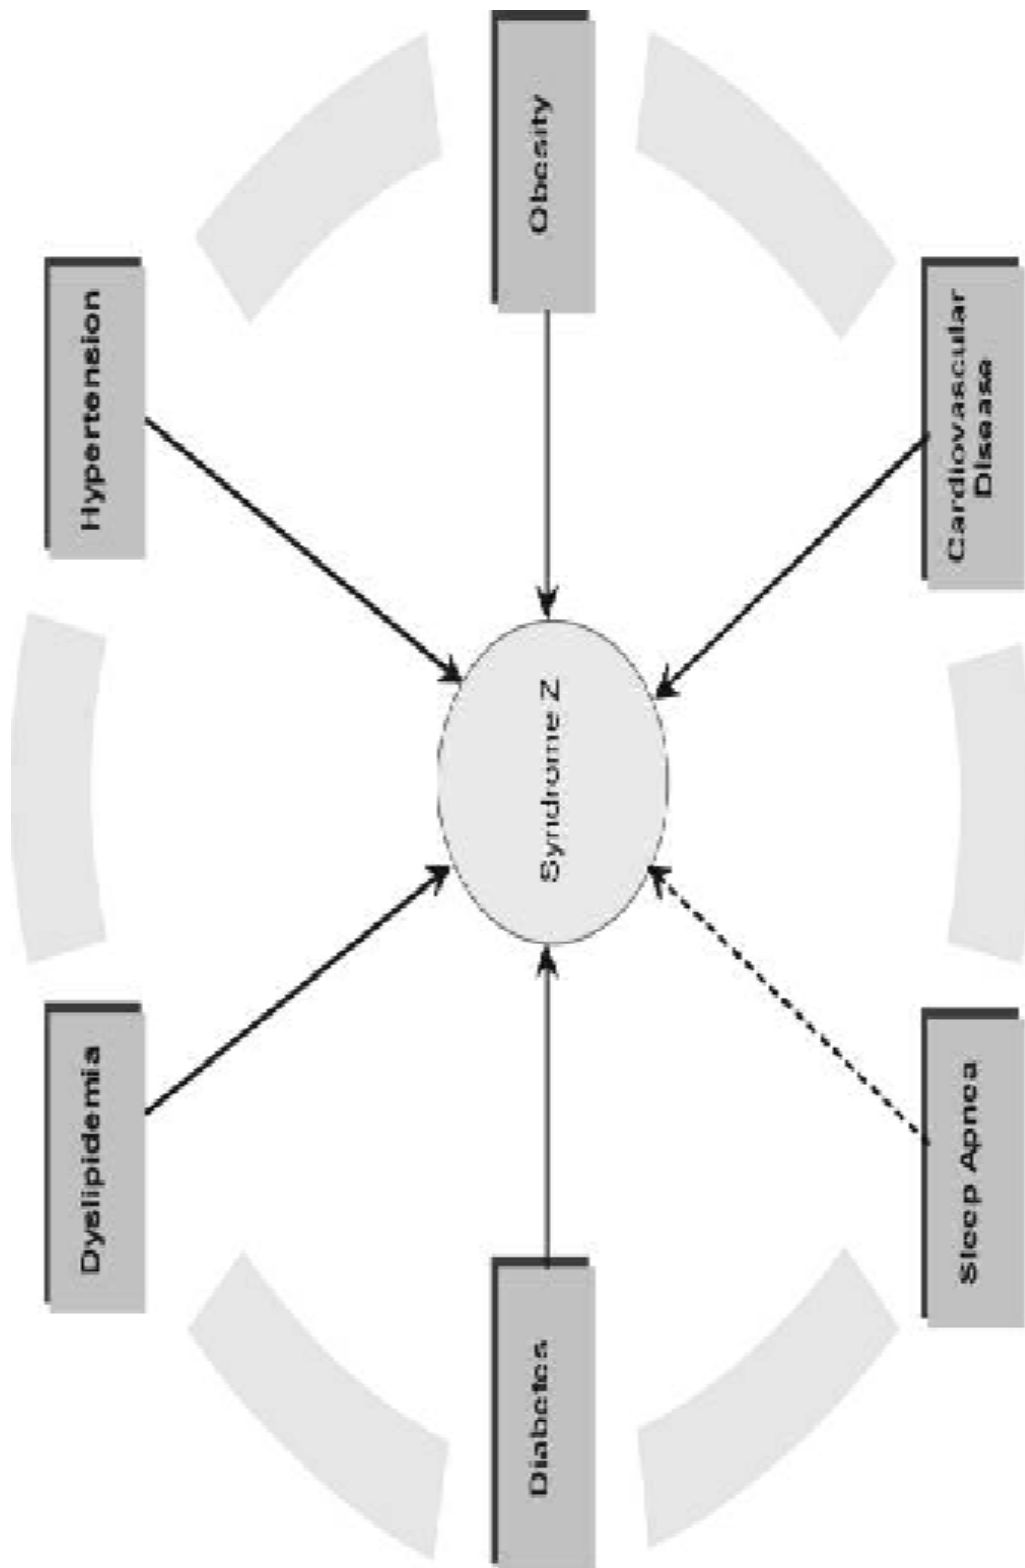 Dyslipidemia
Hypertension
Diabetes
Syndrome Z
Obesity
Sleep Apnea
Cardiovascular
Disease